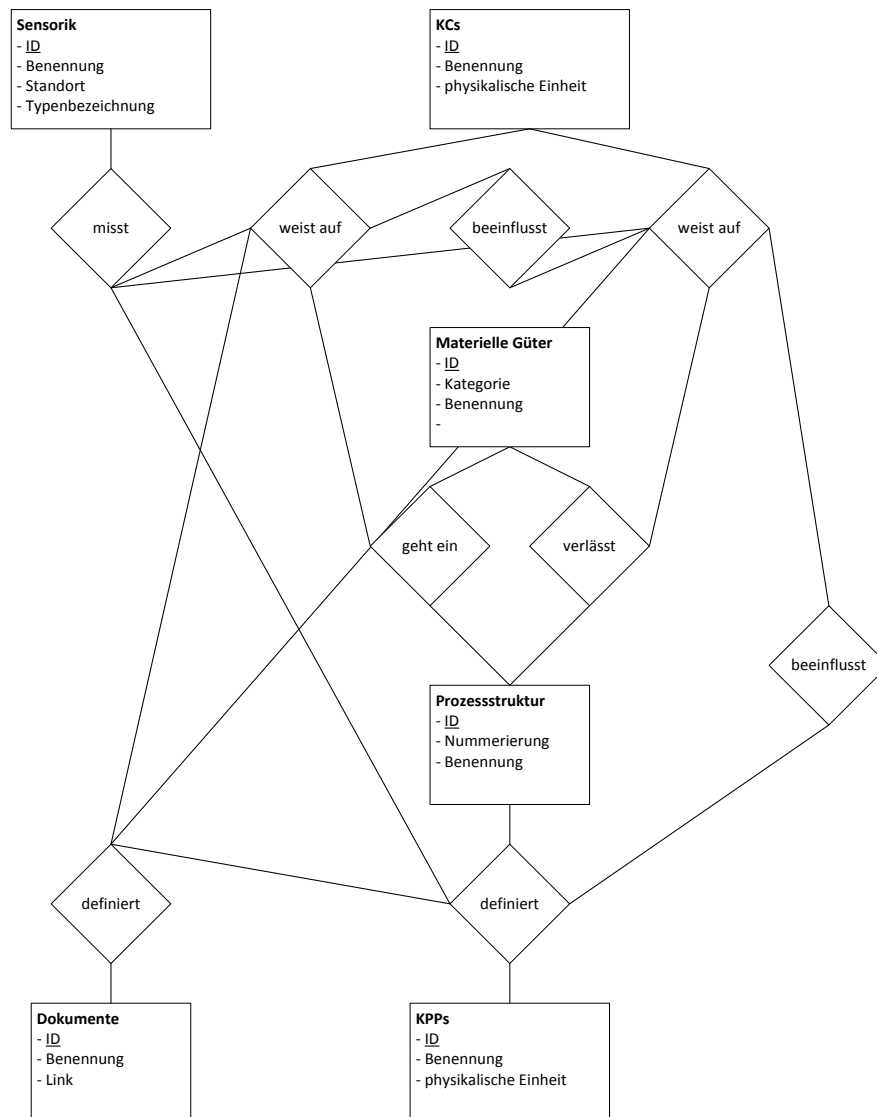 Sensorik
- ID
- Benennung
- Standort
- Typenbezeichnung
KCs
- ID
- Benennung
- physikalische Einheit
misst
weist auf
beeinflusst
weist auf
Materielle Güter
- ID
- Kategorie
- Benennung
-
geht ein
verlässt
beeinflusst
Prozessstruktur
- ID
- Nummerierung
- Benennung
definiert
definiert
Dokumente
- ID
- Benennung
- Link
KPPs
- ID
- Benennung
- physikalische Einheit